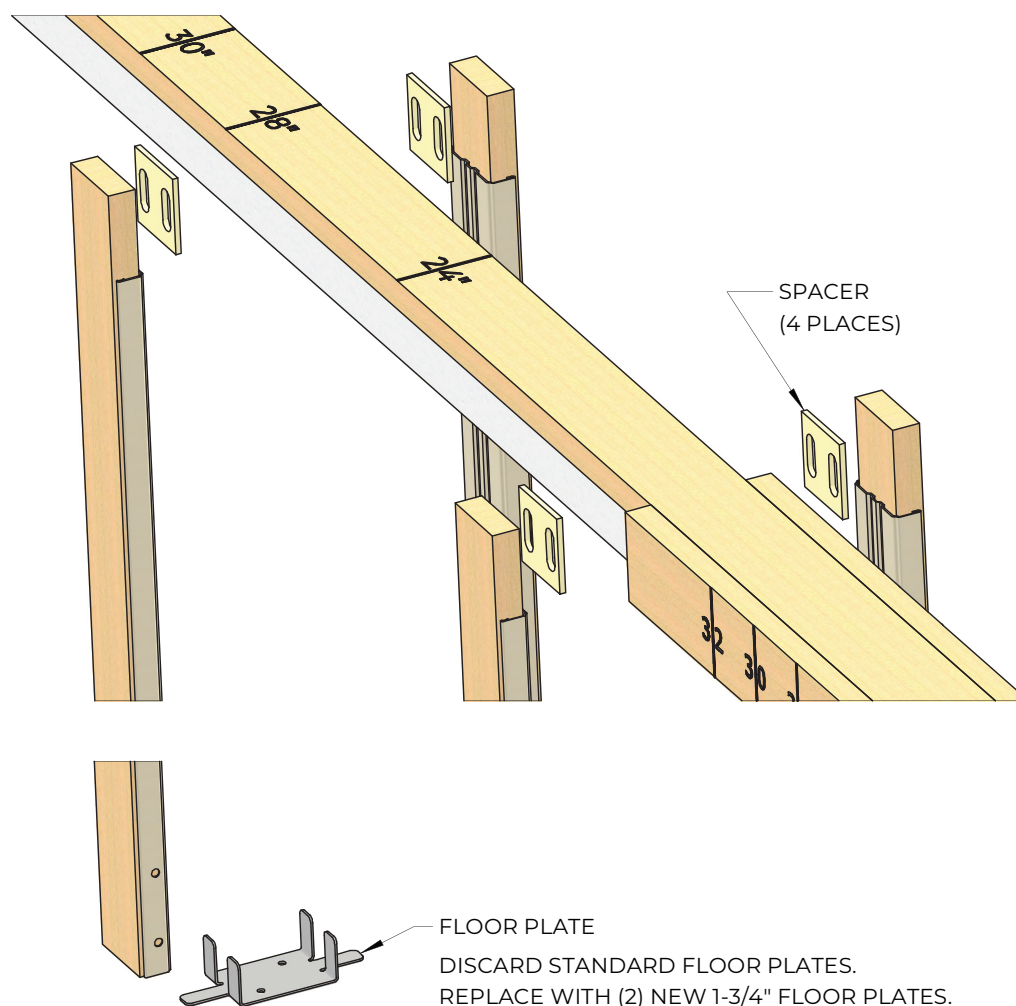 30"
28"
24"
SPACER
(4 PLACES)
32
30
FLOOR PLATE
DISCARD STANDARD FLOOR PLATES.
REPLACE WITH (2) NEW 1-3/4" FLOOR PLATES.